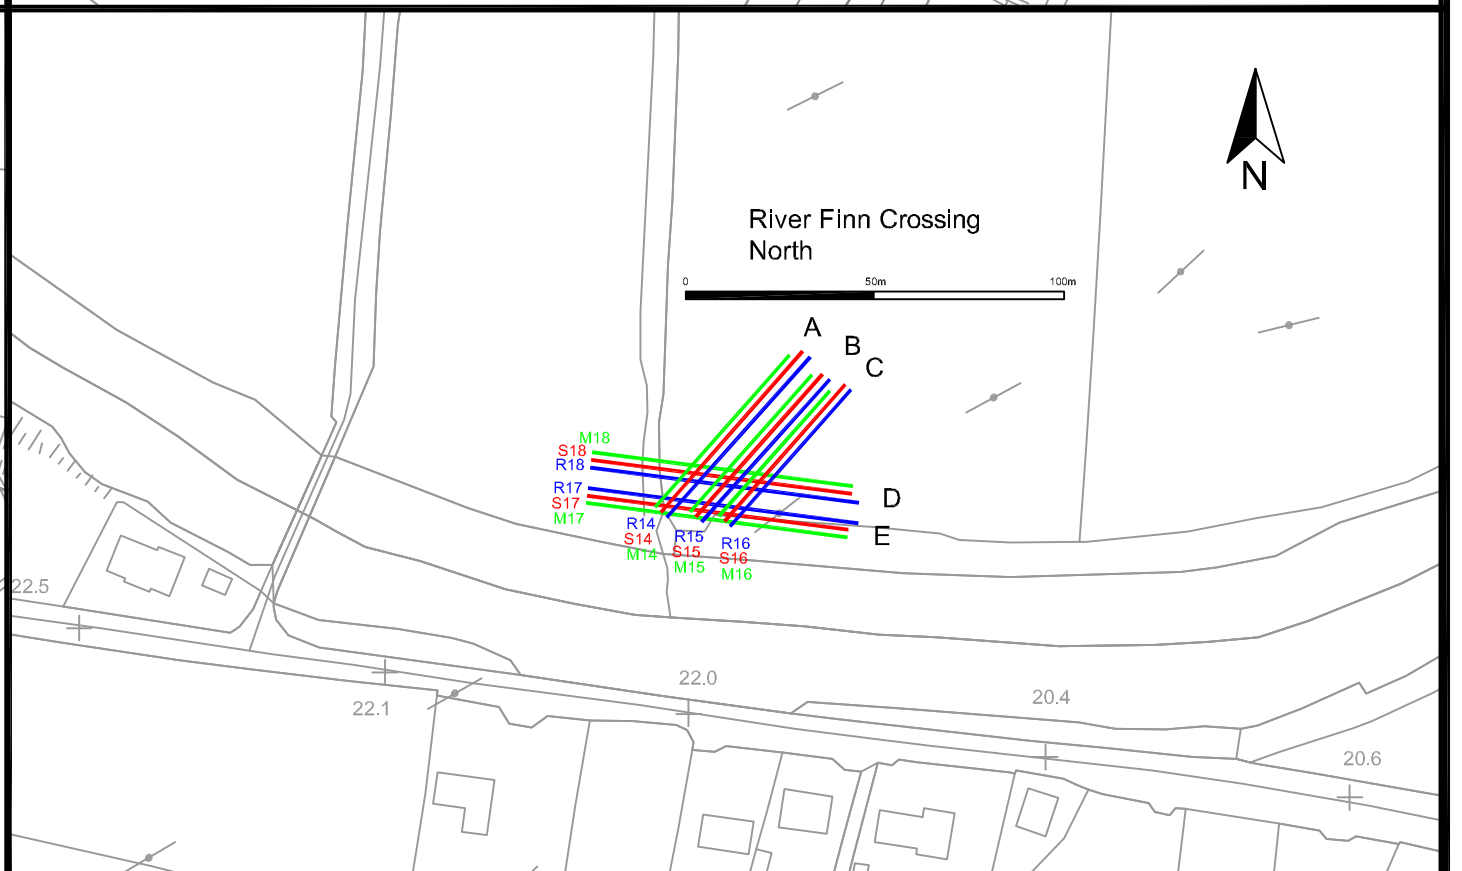 N
River Finn Crossing
North
0 50m 100m
A
B
C
M18
S18
R18
R17
S17
M17
D
E
R14
S14
M14
R15
S15
M15
R16
S16
M16
22.5
22.0
22.1
20.4
20.6